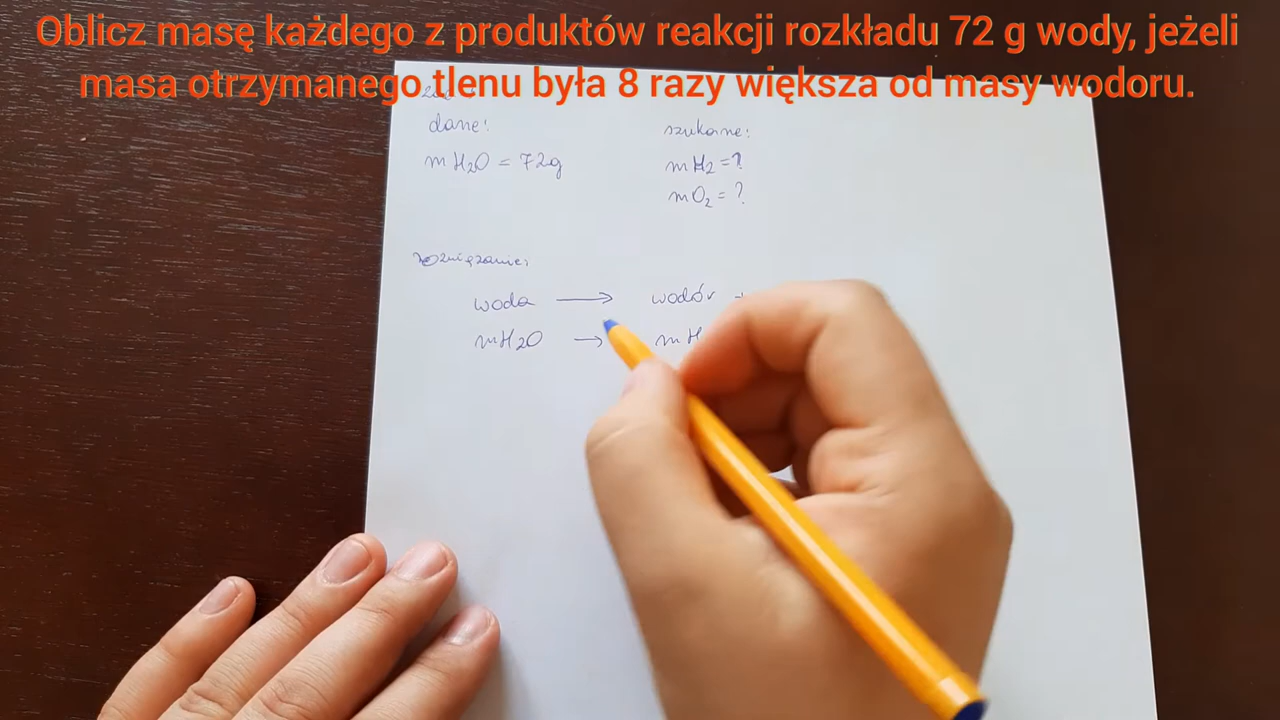 Oblicz masę każdego z produktów reakcji rozkładu 72 g wody, jeżeli
masa otrzymanego tlenu była 8 razy większa od masy wodoru.
dane:
szukane:
mH₂O = 72g
mH₂ = ?
mO₂ = ?
rozwiązanie:
woda → wodór +
mH₂O → mH